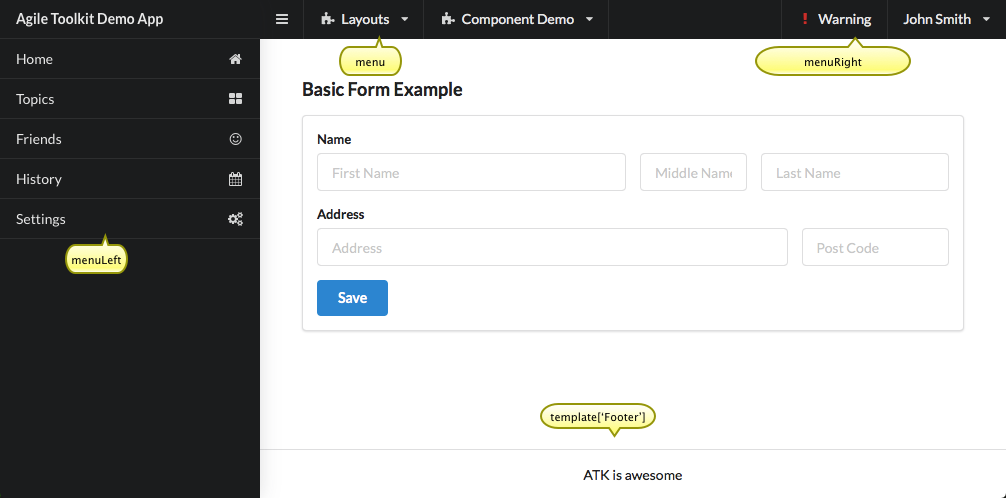 Agile Toolkit Demo App
Layouts
Component Demo
! Warning
John Smith
menu
menuRight
Home
Topics
Friends
History
Settings
menuLeft
Basic Form Example
Name
First Name
Middle Name
Last Name
Address
Address
Post Code
Save
template['Footer']
ATK is awesome